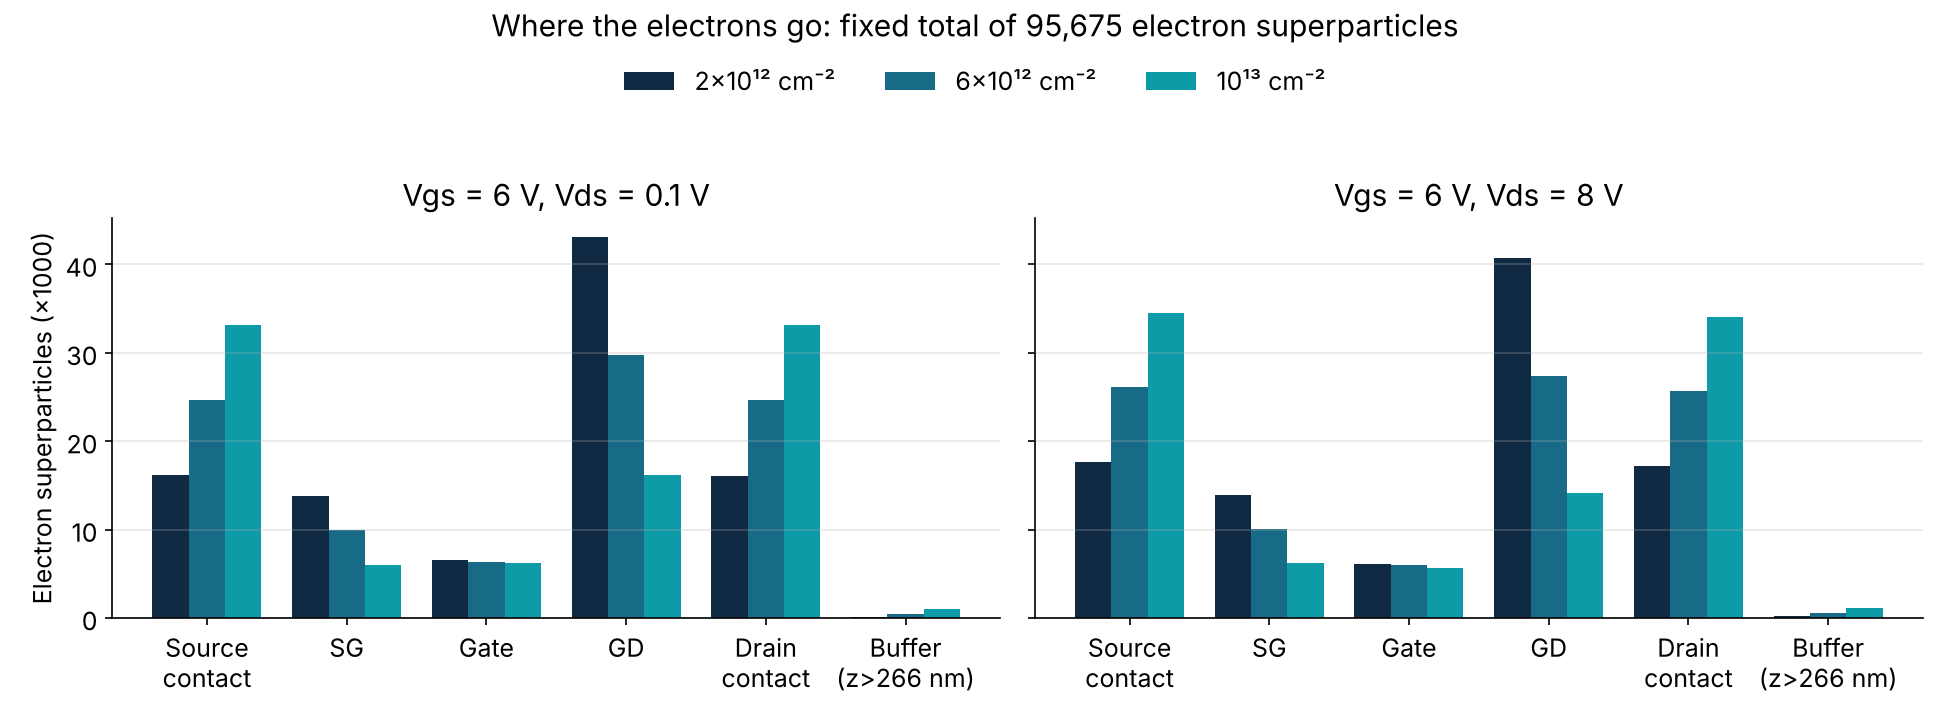 Where the electrons go: fixed total of 95,675 electron superparticles
2×10¹² cm⁻² 6×10¹² cm⁻² 10¹³ cm⁻²
Vgs = 6 V, Vds = 0.1 V
Electron superparticles (×1000)
40
30
20
10
0
Source contact
SG
Gate
GD
Drain contact
Buffer (z>266 nm)
Vgs = 6 V, Vds = 8 V
Source contact
SG
Gate
GD
Drain contact
Buffer (z>266 nm)